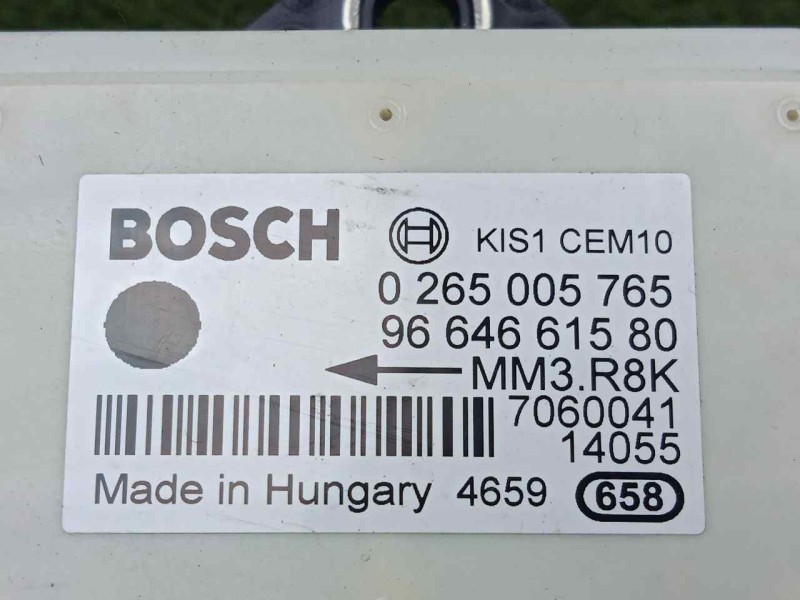 BOSCH KIS1 CEM10
0 265 005 765
96 646 615 80
MM3.R8K
7060041
14055
Made in Hungary 4659 658